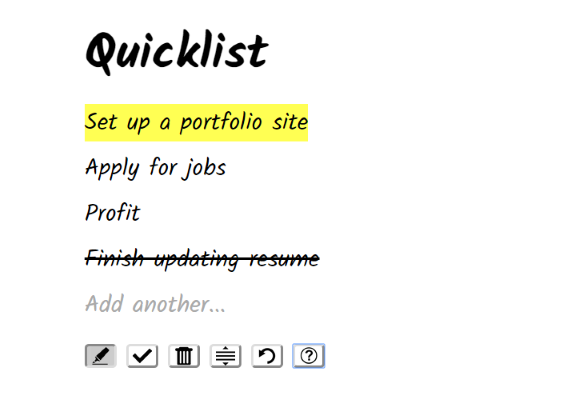 Quicklist
Set up a portfolio site
Apply for jobs
Profit
Finish updating resume
Add another...